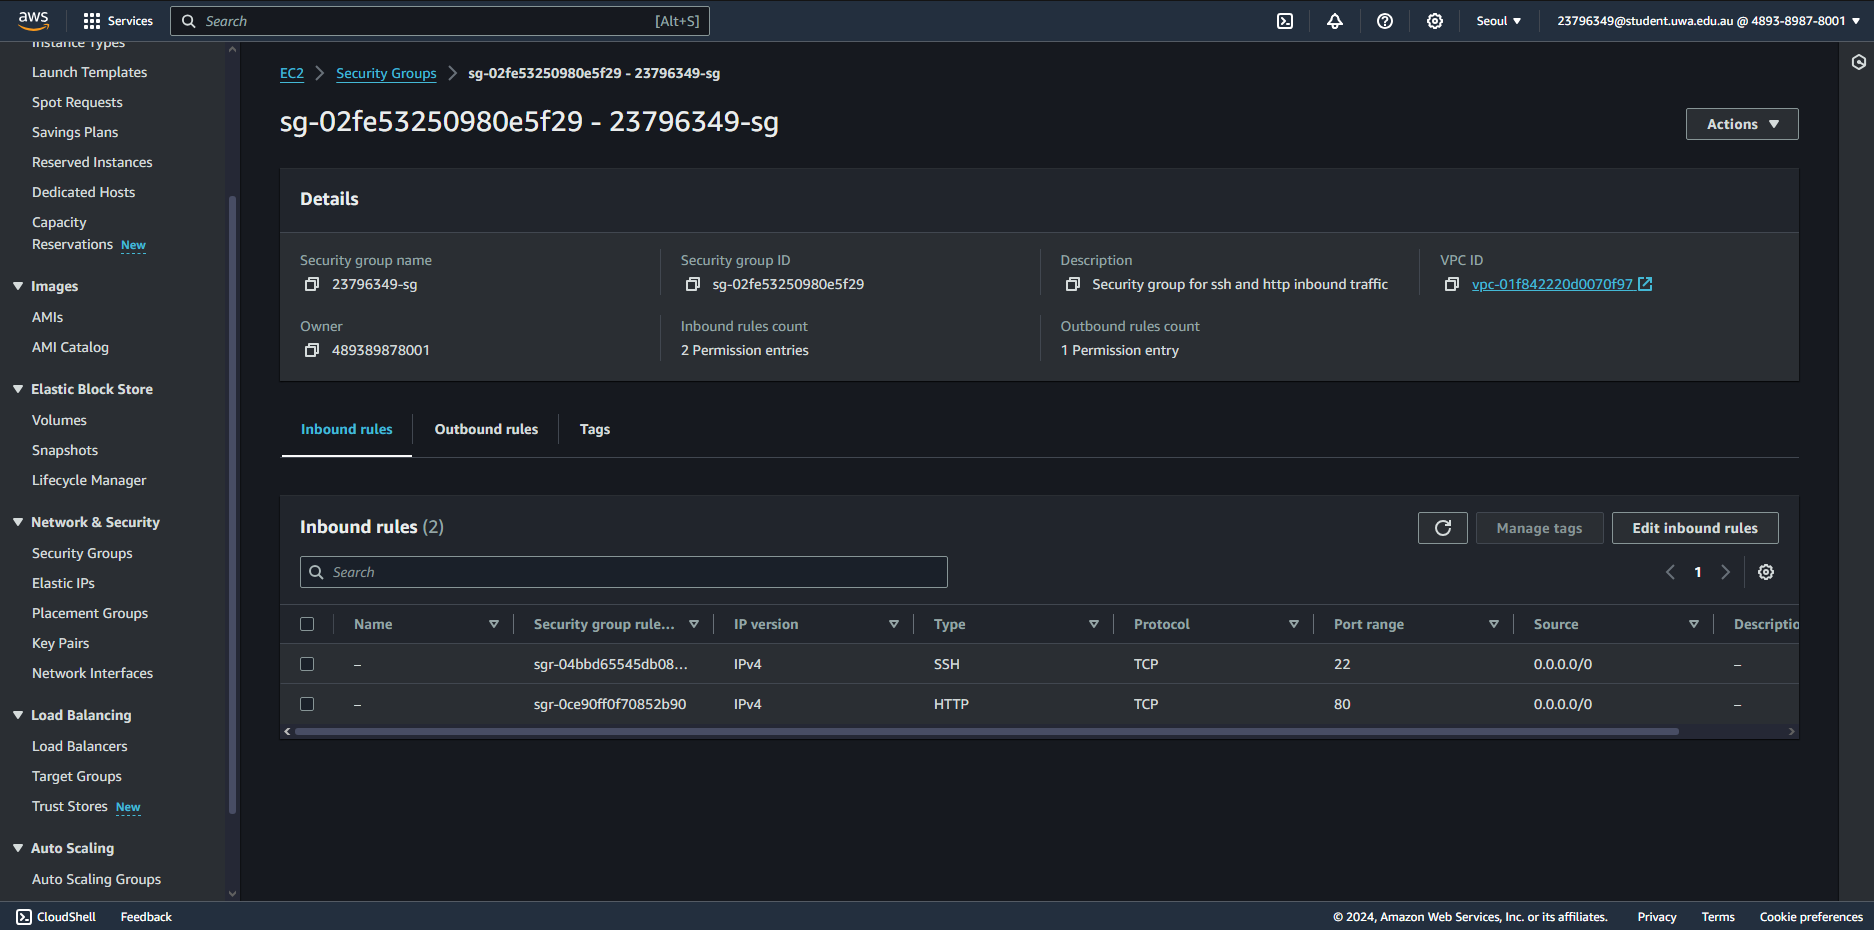 aws
Services
Search
[Alt+S]
Seoul
23796349@student.uwa.edu.au @ 4893-8987-8001
Instance Types
Launch Templates
Spot Requests
Savings Plans
Reserved Instances
Dedicated Hosts
Capacity
Reservations New
Images
AMIs
AMI Catalog
Elastic Block Store
Volumes
Snapshots
Lifecycle Manager
Network & Security
Security Groups
Elastic IPs
Placement Groups
Key Pairs
Network Interfaces
Load Balancing
Load Balancers
Target Groups
Trust Stores New
Auto Scaling
Auto Scaling Groups
EC2 > Security Groups > sg-02fe53250980e5f29 - 23796349-sg
sg-02fe53250980e5f29 - 23796349-sg
Actions
Details
Security group name
23796349-sg
Security group ID
sg-02fe53250980e5f29
Description
Security group for ssh and http inbound traffic
VPC ID
vpc-01f842220d0070f97
Owner
489389878001
Inbound rules count
2 Permission entries
Outbound rules count
1 Permission entry
Inbound rules
Outbound rules
Tags
Inbound rules (2)
Manage tags
Edit inbound rules
Search
1
Name Security group rule... IP version Type Protocol Port range Source Descriptio
– sgr-04bbd65545db08... IPv4 SSH TCP 22 0.0.0.0/0 –
– sgr-0ce90ff0f70852b90 IPv4 HTTP TCP 80 0.0.0.0/0 –
CloudShell
Feedback
© 2024, Amazon Web Services, Inc. or its affiliates.
Privacy
Terms
Cookie preferences